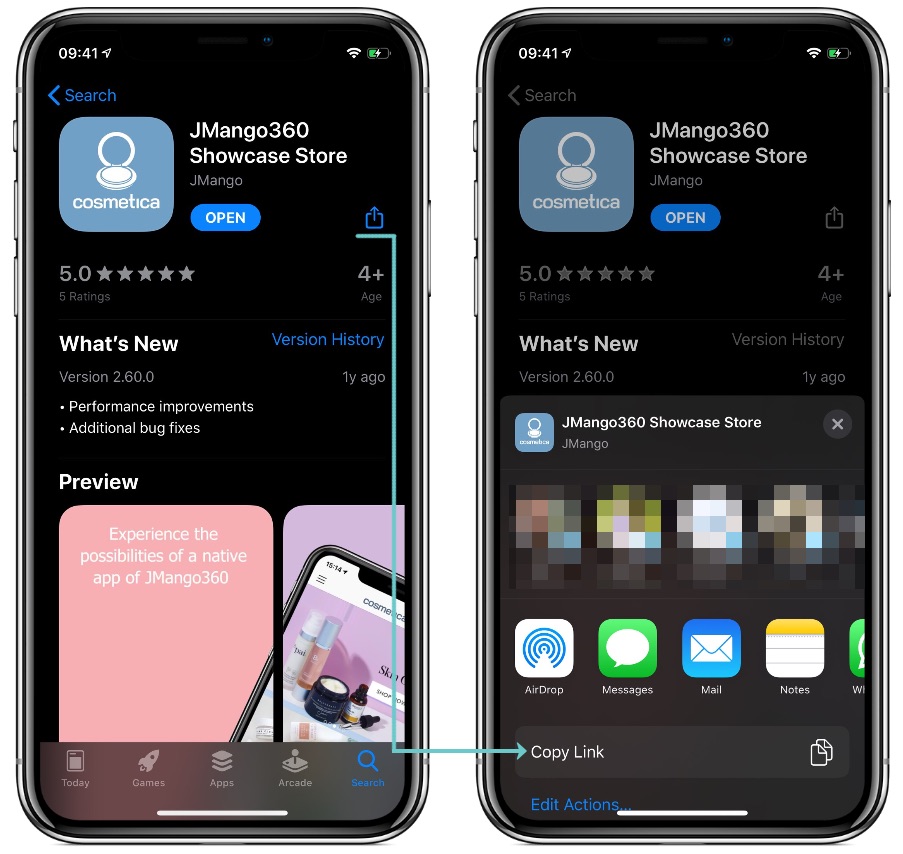 09:41
Search
JMango360
Showcase Store
JMango
cosmetica
OPEN
5.0
4+
5 Ratings
Age
What's New
Version History
Version 2.60.0
1y ago
• Performance improvements
• Additional bug fixes
Preview
Experience the
possibilities of a native
app of JMango360
15:14
cosmetica
SHOP NOW
Today
Games
Apps
Arcade
Search
09:41
Search
JMango360
Showcase Store
JMango
cosmetica
OPEN
5.0
4+
5 Ratings
Age
What's New
Version History
Version 2.60.0
1y ago
JMango360 Showcase Store
JMango
cosmetica
AirDrop
Messages
Mail
Notes
Copy Link
Edit Actions...